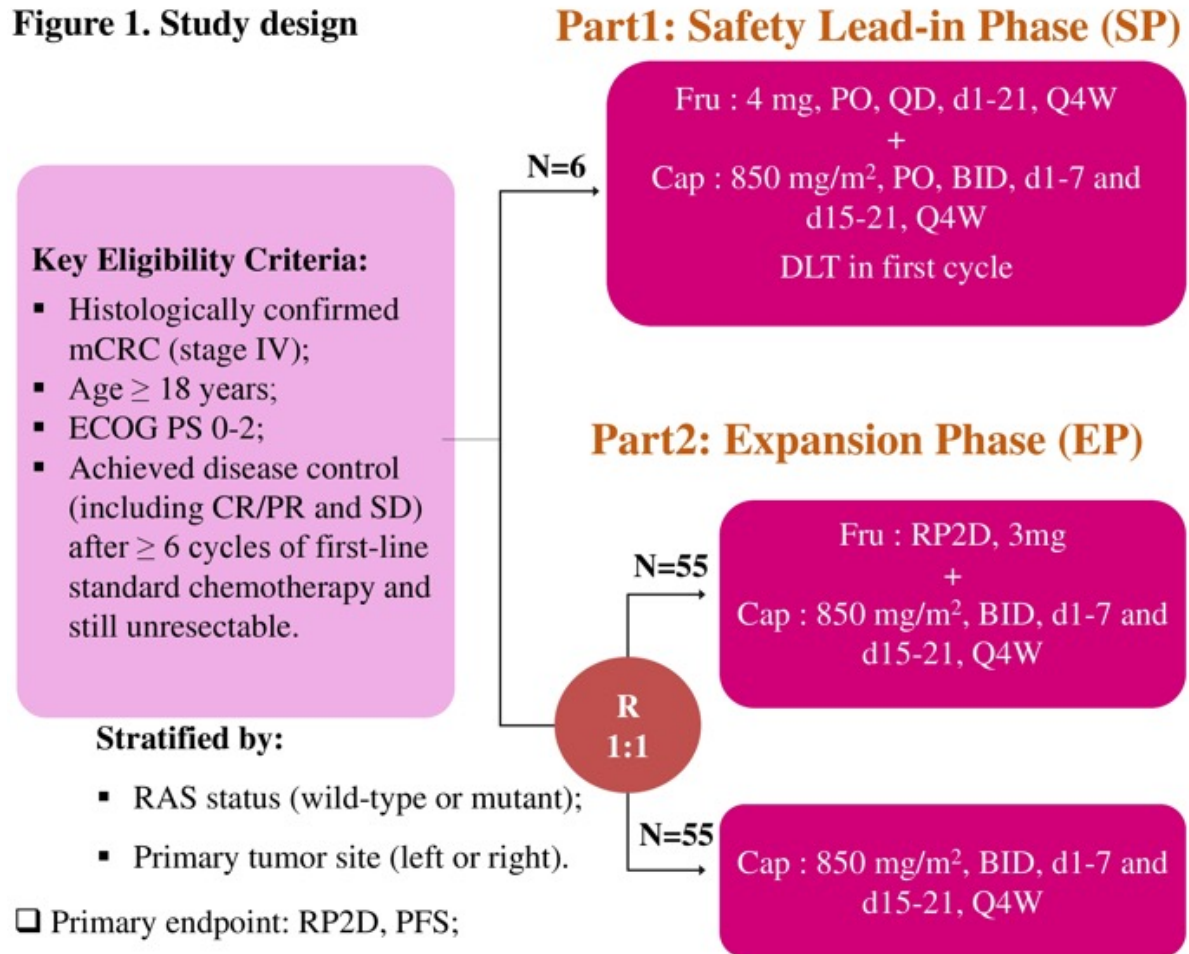 Figure 1. Study design
Part1: Safety Lead-in Phase (SP)
Fru : 4 mg, PO, QD, d1-21, Q4W
+
Cap : 850 mg/m², PO, BID, d1-7 and
d15-21, Q4W
DLT in first cycle
N=6
Key Eligibility Criteria:
▪ Histologically confirmed
mCRC (stage IV);
▪ Age ≥ 18 years;
▪ ECOG PS 0-2;
▪ Achieved disease control
(including CR/PR and SD)
after ≥ 6 cycles of first-line
standard chemotherapy and
still unresectable.
Part2: Expansion Phase (EP)
N=55
Fru : RP2D, 3mg
+
Cap : 850 mg/m², BID, d1-7 and
d15-21, Q4W
R
1:1
Stratified by:
▪ RAS status (wild-type or mutant);
▪ Primary tumor site (left or right).
N=55
Cap : 850 mg/m², BID, d1-7 and
d15-21, Q4W
❑ Primary endpoint: RP2D, PFS;